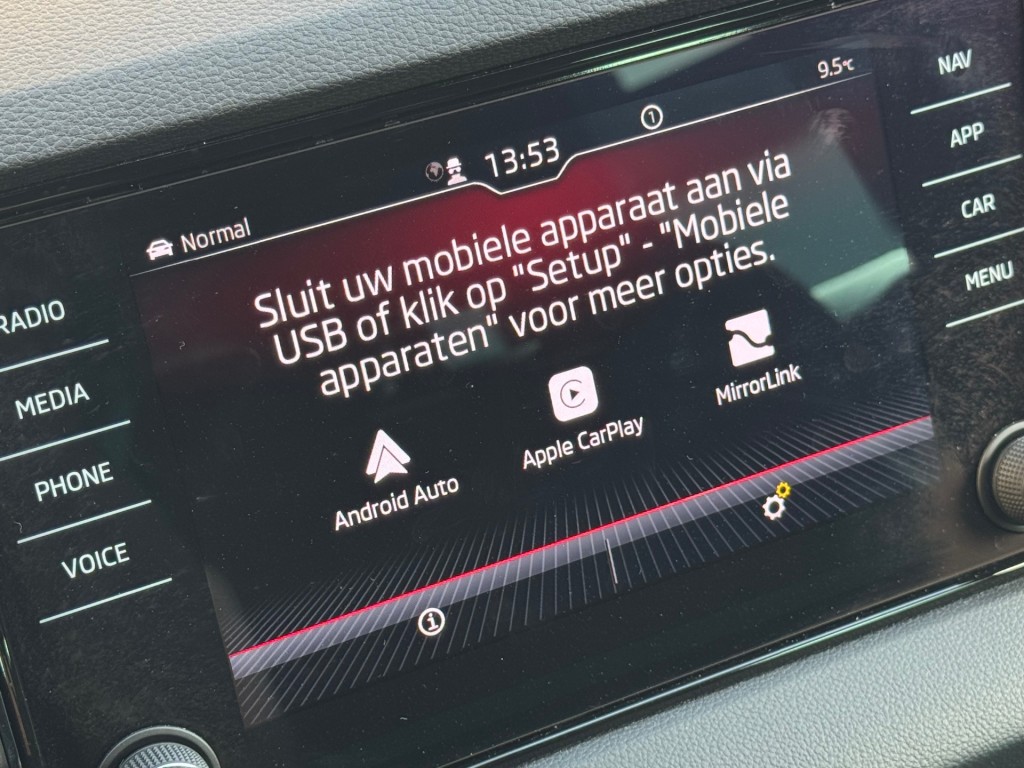 9.5°C
1
13:53
Normal
Sluit uw mobiele apparaat aan via
USB of klik op "Setup" - "Mobiele
apparaten" voor meer opties.
Android Auto
Apple CarPlay
MirrorLink
i
RADIO
MEDIA
PHONE
VOICE
NAV
APP
CAR
MENU